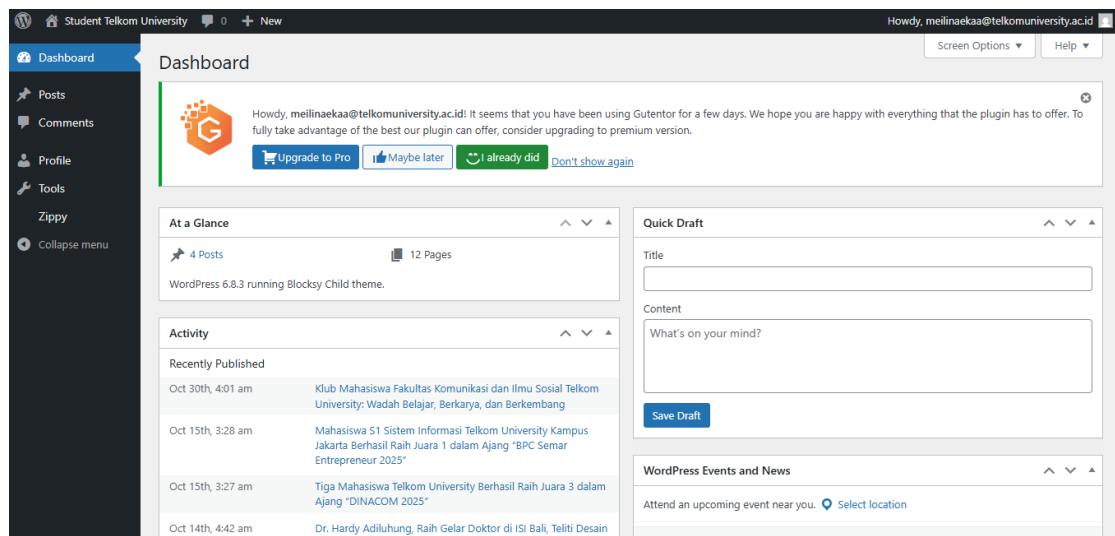 Student Telkom University 0 + New
Howdy, meilinaekaa@telkomuniversity.ac.id
Screen Options ▼ Help ▼
Dashboard
Posts
Comments
Profile
Tools
Zippy
Collapse menu
Dashboard
Howdy, meilinaekaa@telkomuniversity.ac.id! It seems that you have been using Gutentor for a few days. We hope you are happy with everything that the plugin has to offer. To
fully take advantage of the best our plugin can offer, consider upgrading to premium version.
Upgrade to Pro Maybe later I already did Don't show again
At a Glance
4 Posts 12 Pages
WordPress 6.8.3 running Blocksy Child theme.
Activity
Recently Published
Oct 30th, 4:01 am Klub Mahasiswa Fakultas Komunikasi dan Ilmu Sosial Telkom
University: Wadah Belajar, Berkarya, dan Berkembang
Oct 15th, 3:28 am Mahasiswa S1 Sistem Informasi Telkom University Kampus
Jakarta Berhasil Raih Juara 1 dalam Ajang "BPC Semar
Entrepreneur 2025"
Oct 15th, 3:27 am Tiga Mahasiswa Telkom University Berhasil Raih Juara 3 dalam
Ajang "DINACOM 2025"
Oct 14th, 4:42 am Dr. Hardy Adiluhung, Raih Gelar Doktor di ISI Bali, Teliti Desain
Quick Draft
Title
Content
What's on your mind?
Save Draft
WordPress Events and News
Attend an upcoming event near you. Select location